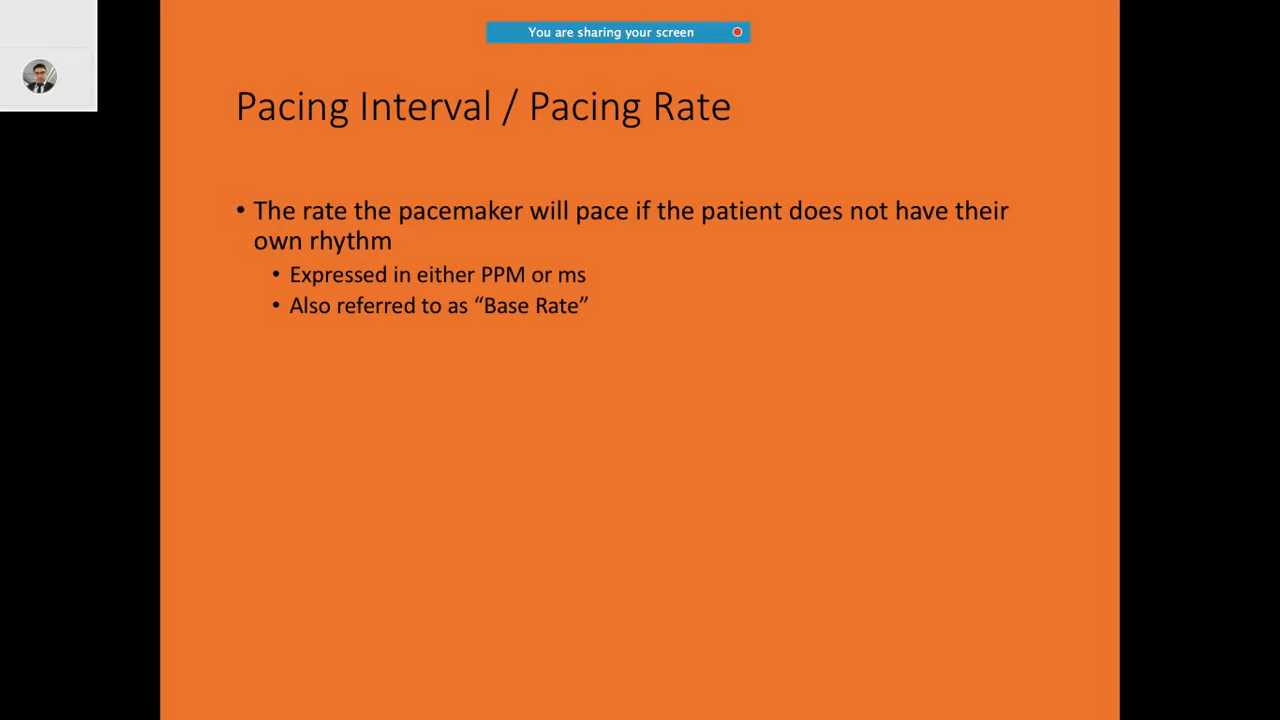 You are sharing your screen
Pacing Interval / Pacing Rate
• The rate the pacemaker will pace if the patient does not have their
own rhythm
• Expressed in either PPM or ms
• Also referred to as “Base Rate”